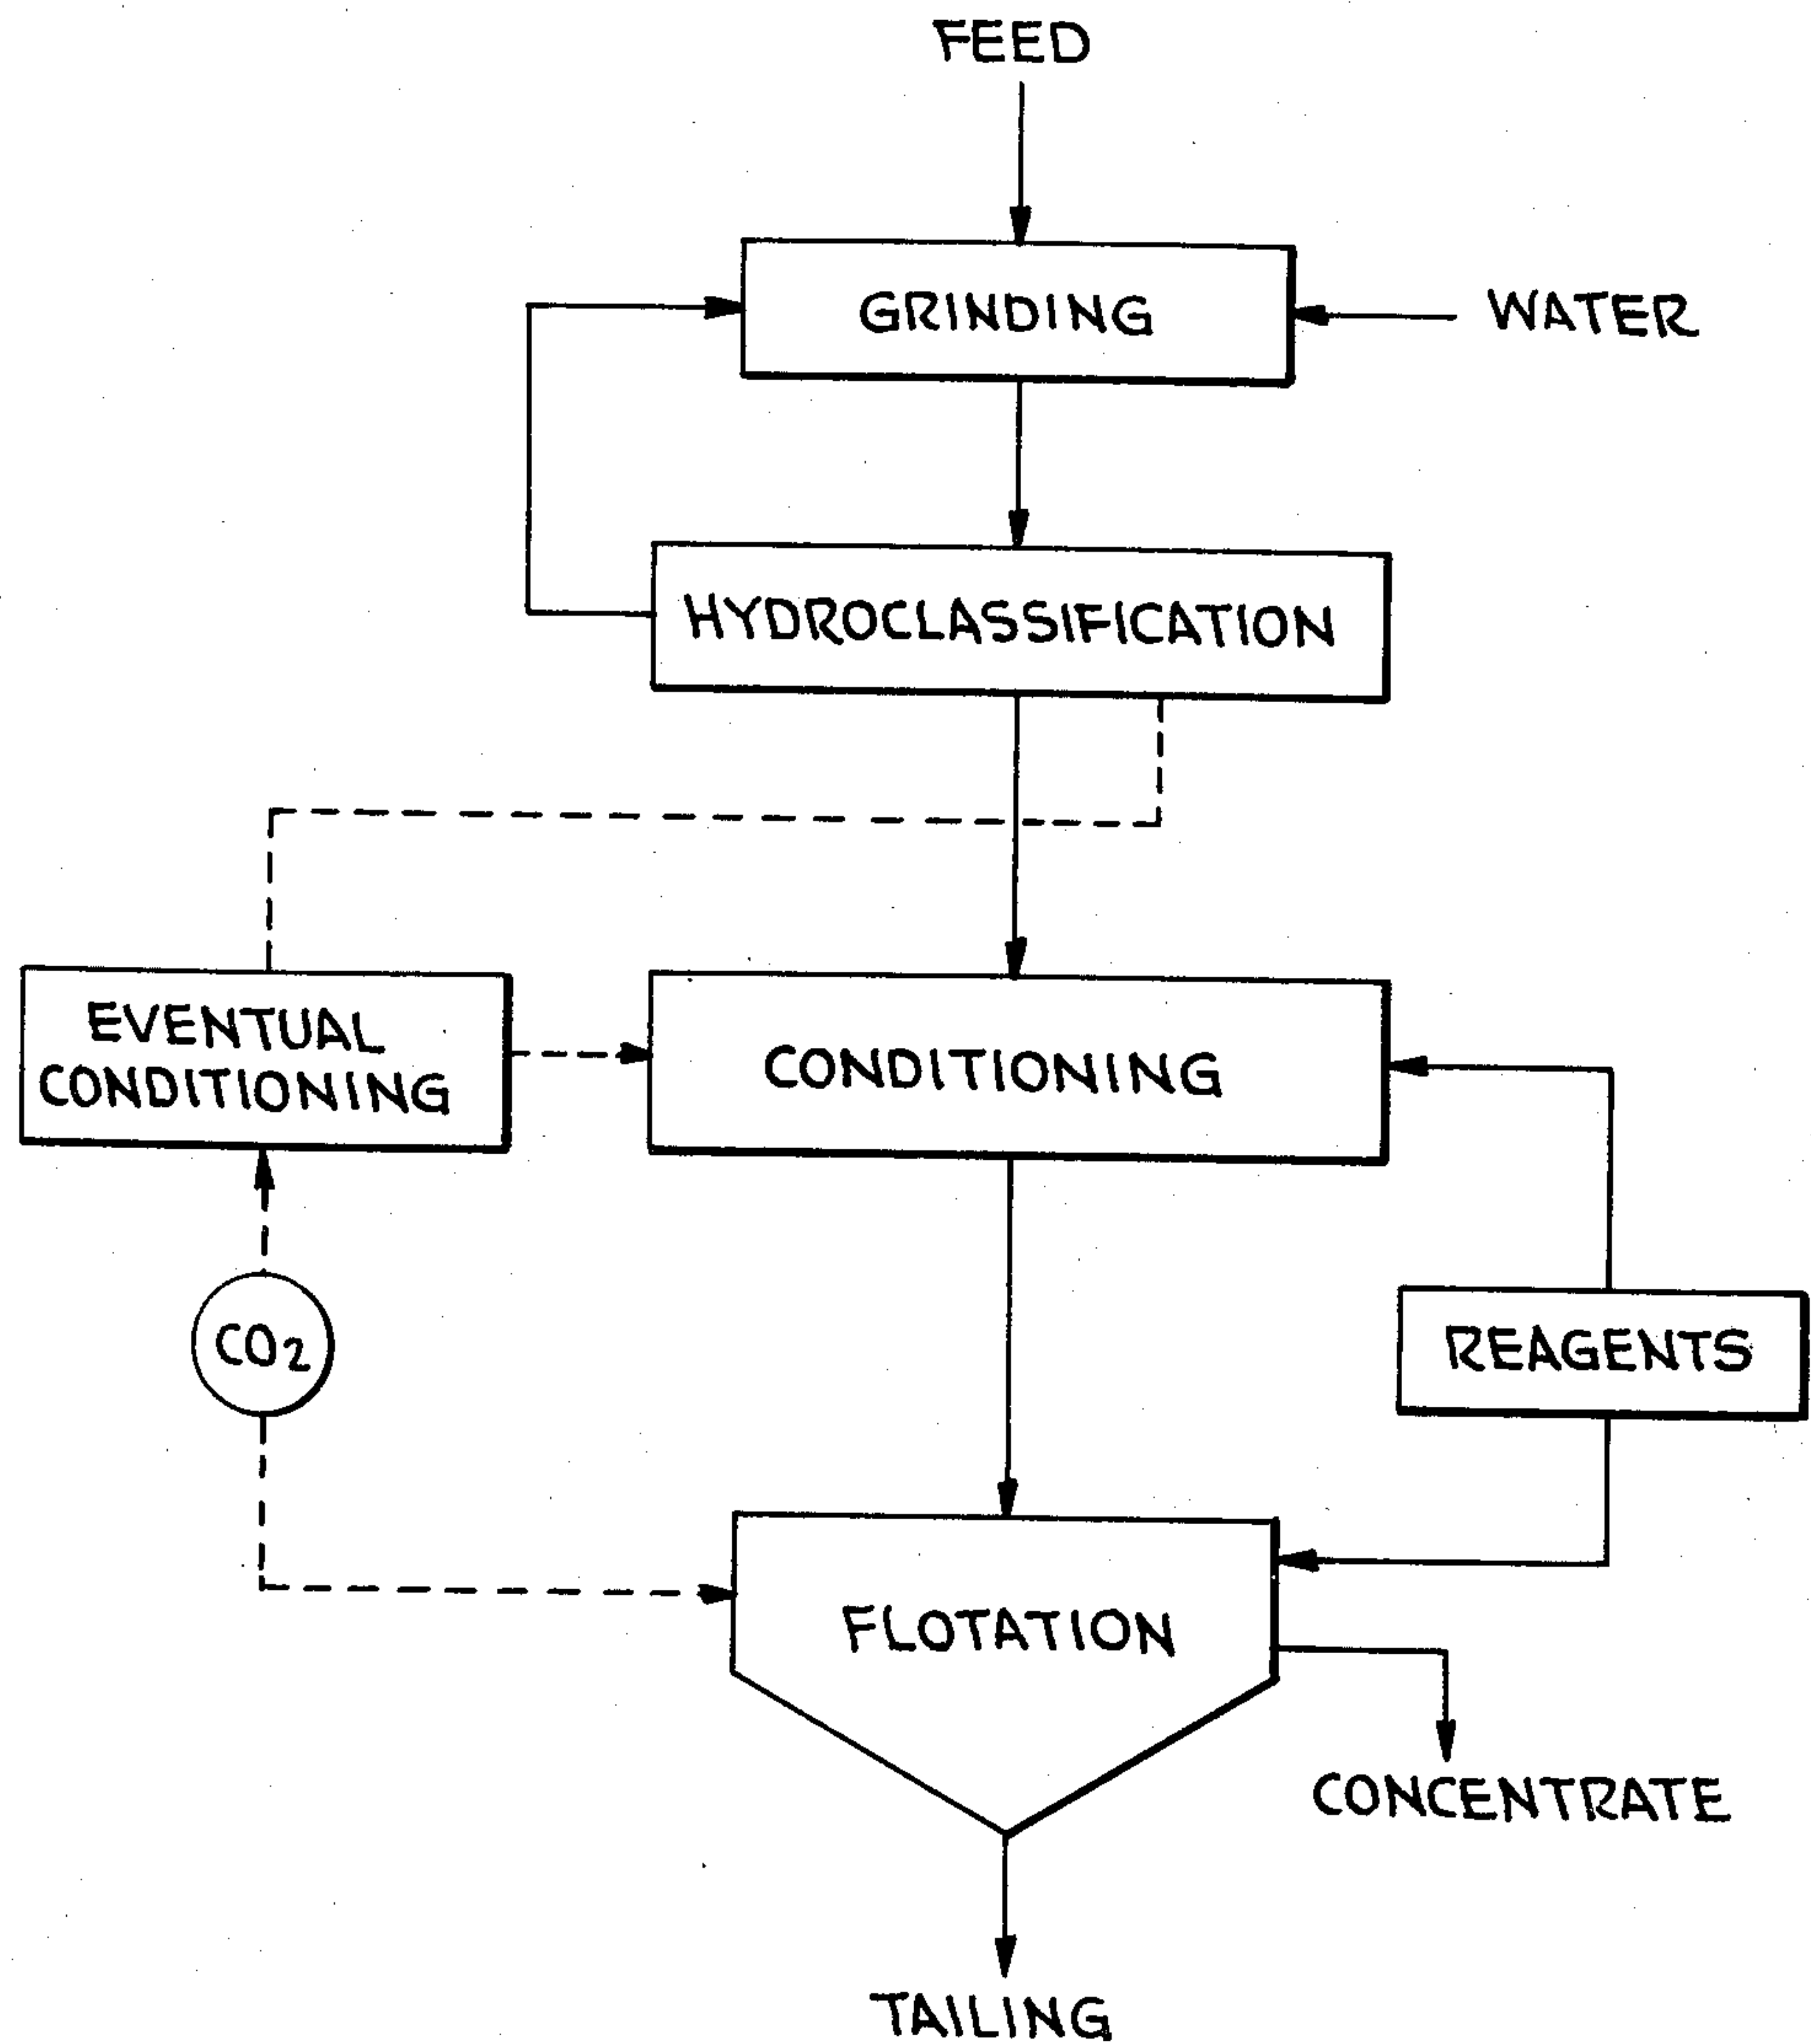 FEED
GRINDING
WATER
HYDROCLASSIFICATION
EVENTUAL
CONDITIONING
CONDITIONING
CO2
REAGENTS
FLOTATION
CONCENTRATE
TAILING